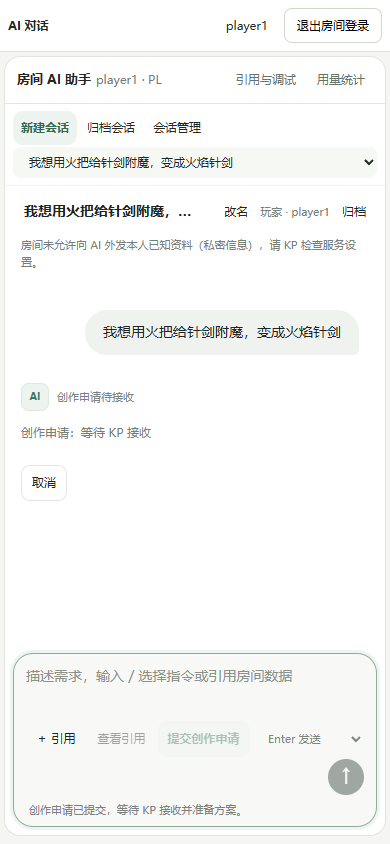 AI 对话
player1
退出房间登录
房间 AI 助手 player1 · PL
引用与调试
用量统计
新建会话
归档会话
会话管理
我想用火把给针剑附魔，变成火焰针剑
我想用火把给针剑附魔，...
改名
玩家 · player1
归档
房间未允许向 AI 外发本人已知资料（私密信息），请 KP 检查服务设
置。
我想用火把给针剑附魔，变成火焰针剑
AI
创作申请待接收
创作申请：等待 KP 接收
取消
描述需求，输入 / 选择指令或引用房间数据
+ 引用
查看引用
提交创作申请
Enter 发送
↑
创作申请已提交，等待 KP 接收并准备方案。